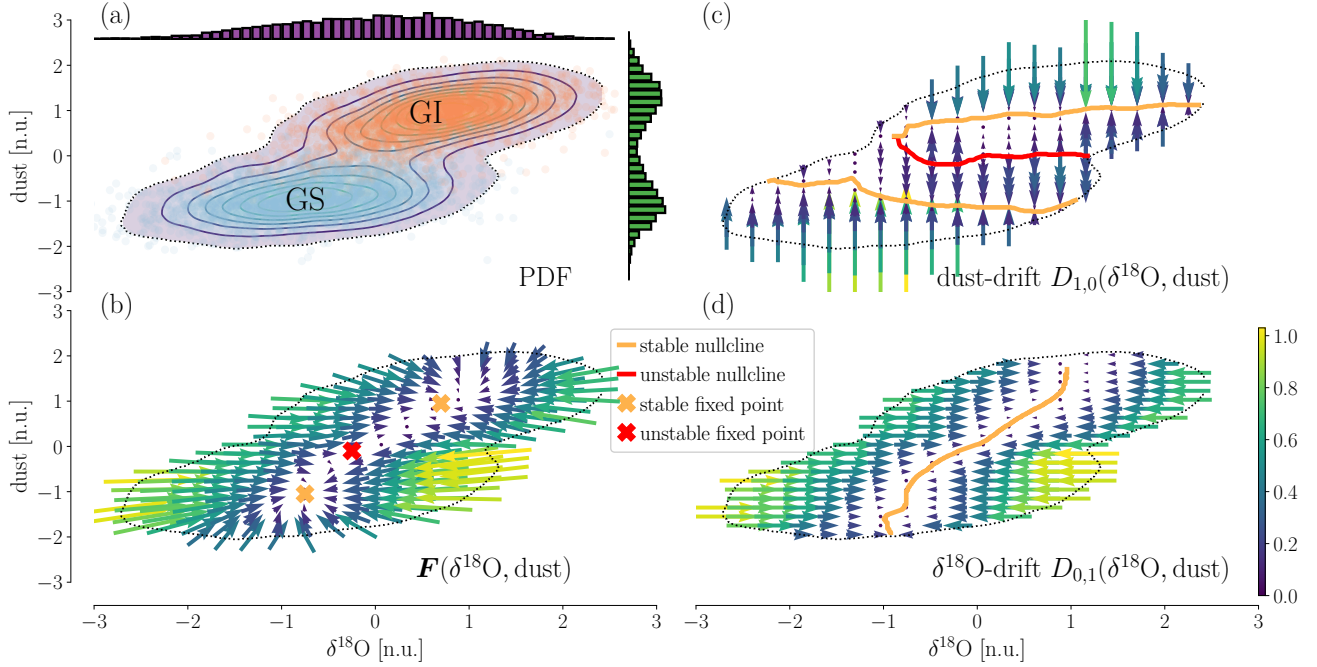 (a)
3
2
1
0
−1
−2
−3
dust [n.u.]
GI
GS
PDF
(c)
dust-drift D1,0(δ18O, dust)
(b)
3
2
1
0
−1
−2
−3
dust [n.u.]
F(δ18O, dust)
−3 −2 −1 0 1 2 3
δ18O [n.u.]
stable nullcline
unstable nullcline
stable fixed point
unstable fixed point
(d)
δ18O-drift D0,1(δ18O, dust)
−3 −2 −1 0 1 2 3
δ18O [n.u.]
1.0
0.8
0.6
0.4
0.2
0.0